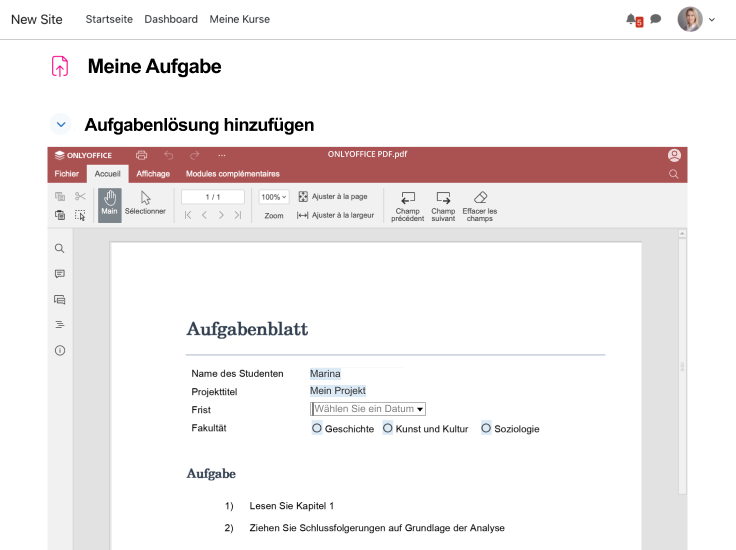 New Site Startseite Dashboard Meine Kurse 5
Meine Aufgabe
Aufgabenlösung hinzufügen
ONLYOFFICE ... ONLYOFFICE PDF.pdf
Fichier Accueil Affichage Modules complémentaires
Main Sélectionner 1 / 1 100% Zoom Ajuster à la page Ajuster à la largeur Champ précédent Champ suivant Effacer les champs
Aufgabenblatt
Name des Studenten Marina
Projekttitel Mein Projekt
Frist Wählen Sie ein Datum
Fakultät Geschichte Kunst und Kultur Soziologie
Aufgabe
1) Lesen Sie Kapitel 1
2) Ziehen Sie Schlussfolgerungen auf Grundlage der Analyse